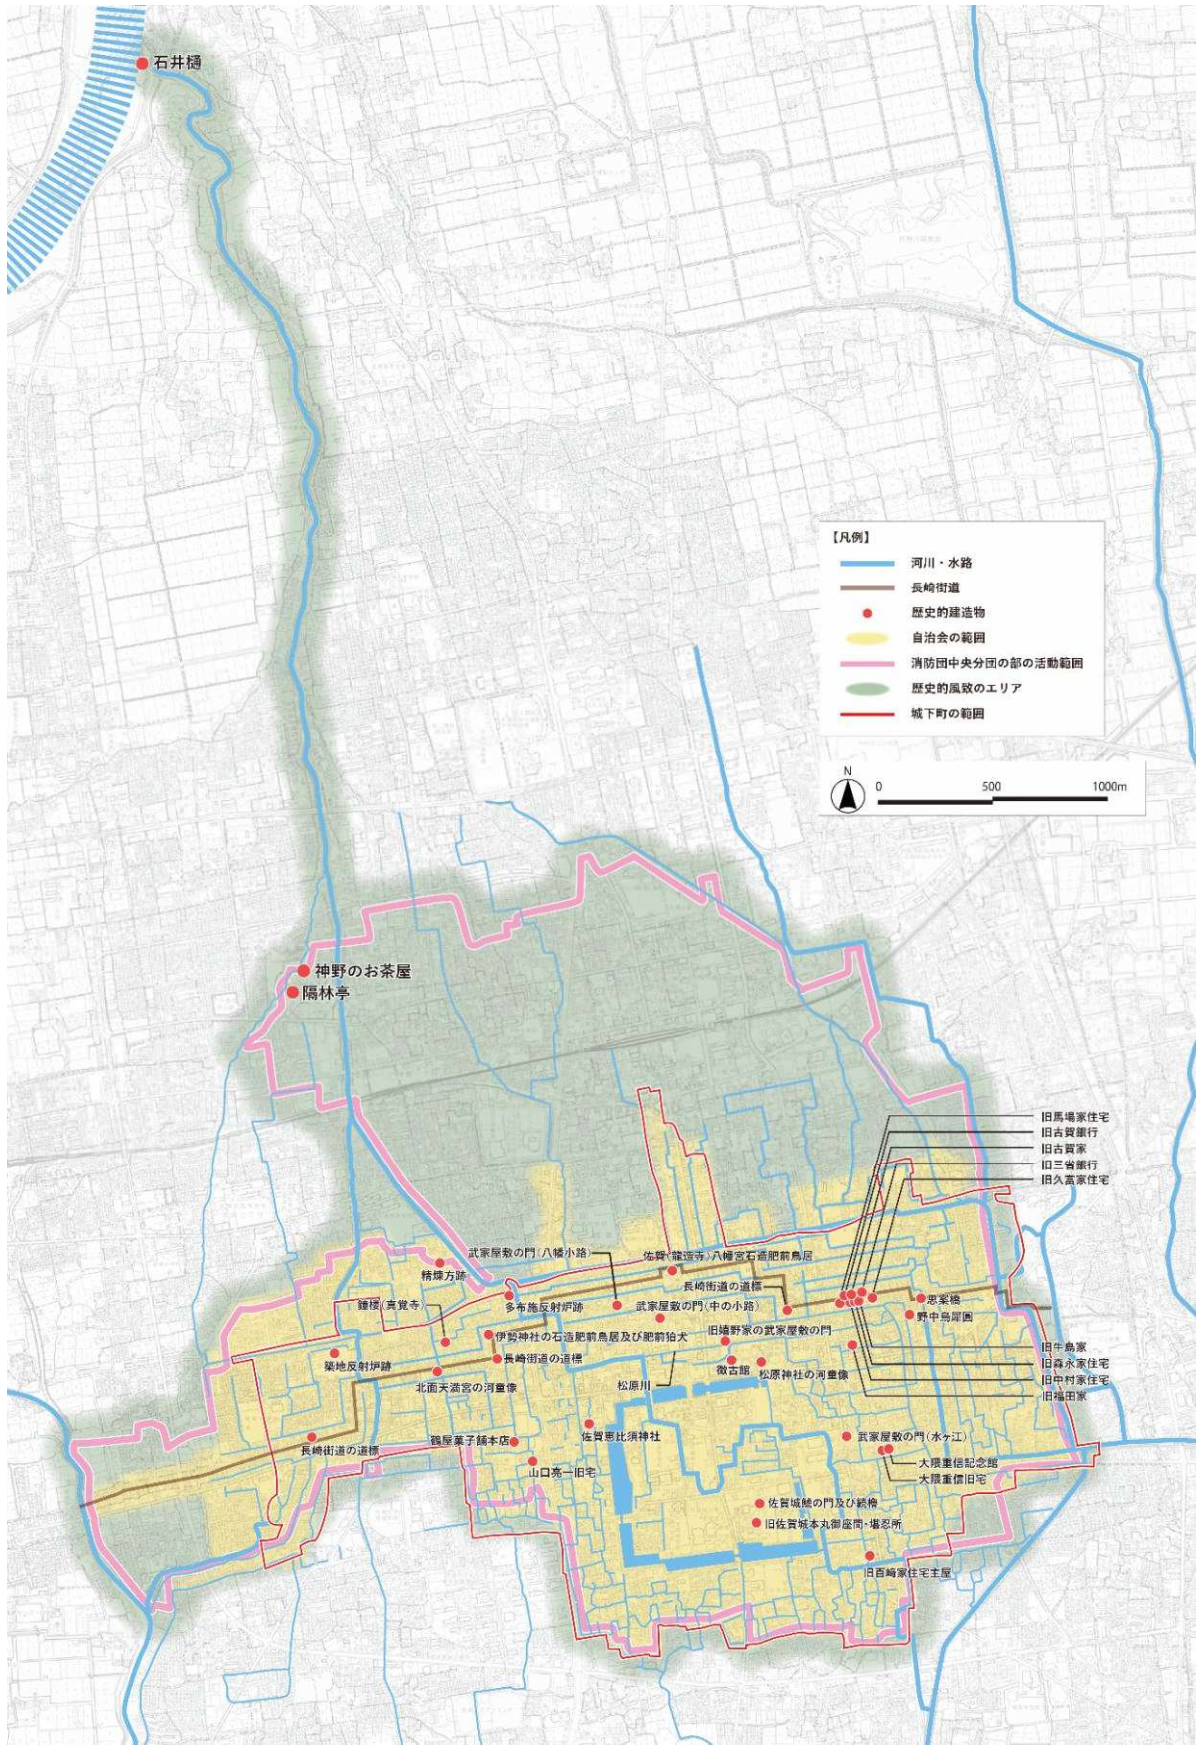 石井樋
【凡例】
河川・水路
長崎街道
歴史的建造物
自治会の範囲
消防団中央分団の部の活動範囲
歴史的風致のエリア
城下町の範囲
N
0
500
1000m
神野のお茶屋
隔林亭
旧馬場家住宅
旧古賀銀行
旧古賀家
旧三省銀行
旧久富家住宅
武家屋敷の門(八幡小路)
佐賀(龍造寺)八幡宮石造肥前鳥居
精煉方跡
長崎街道の道標
多布施反射炉跡
武家屋敷の門(中の小路)
思案橋
野中烏犀圓
鐘楼(真覚寺)
伊勢神社の石造肥前鳥居及び肥前狛犬
旧嬉野家の武家屋敷の門
旧牛島家
築地反射炉跡
長崎街道の道標
徴古館
松原神社の河童像
旧森永家住宅
北面天満宮の河童像
松原川
旧中村家住宅
旧福田家
長崎街道の道標
鶴屋菓子舗本店
佐賀恵比須神社
武家屋敷の門(水ヶ江)
山口亮一旧宅
大隈重信記念館
大隈重信旧宅
佐賀城鯱の門及び続櫓
旧佐賀城本丸御座間・堪忍所
旧百﨑家住宅主屋